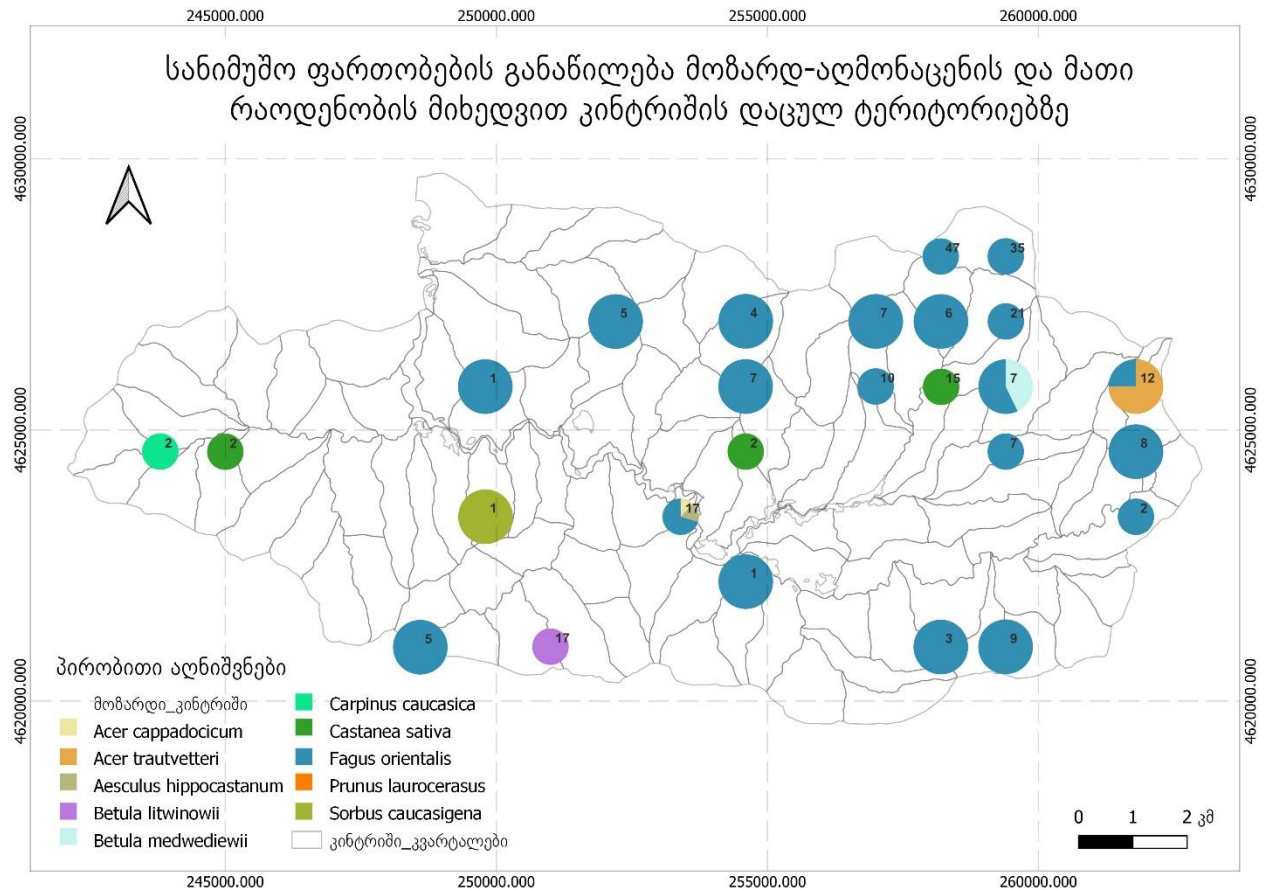 245000.000
250000.000
255000.000
260000.000
სანიმუშო ფართობების განაწილება მოზარდ-აღმონაცენის და მათი
რაოდენობის მიხედვით კინტრიშის დაცულ ტერიტორიებზე
4630000.000
4630000.000
47
35
5
4
7
6
21
1
7
10
15
7
12
4625000.000
4625000.000
2
2
2
7
8
1
17
2
1
5
17
3
9
პირობითი აღნიშვნები
მოზარდი_კინტრიში
Acer cappadocicum
Acer trautvetteri
Aesculus hippocastanum
Betula litwinowii
Betula medwediewii
Carpinus caucasica
Castanea sativa
Fagus orientalis
Prunus laurocerasus
Sorbus caucasigena
კინტრიში_კვარტალები
4620000.000
4620000.000
0 1 2 კმ
245000.000
250000.000
255000.000
260000.000